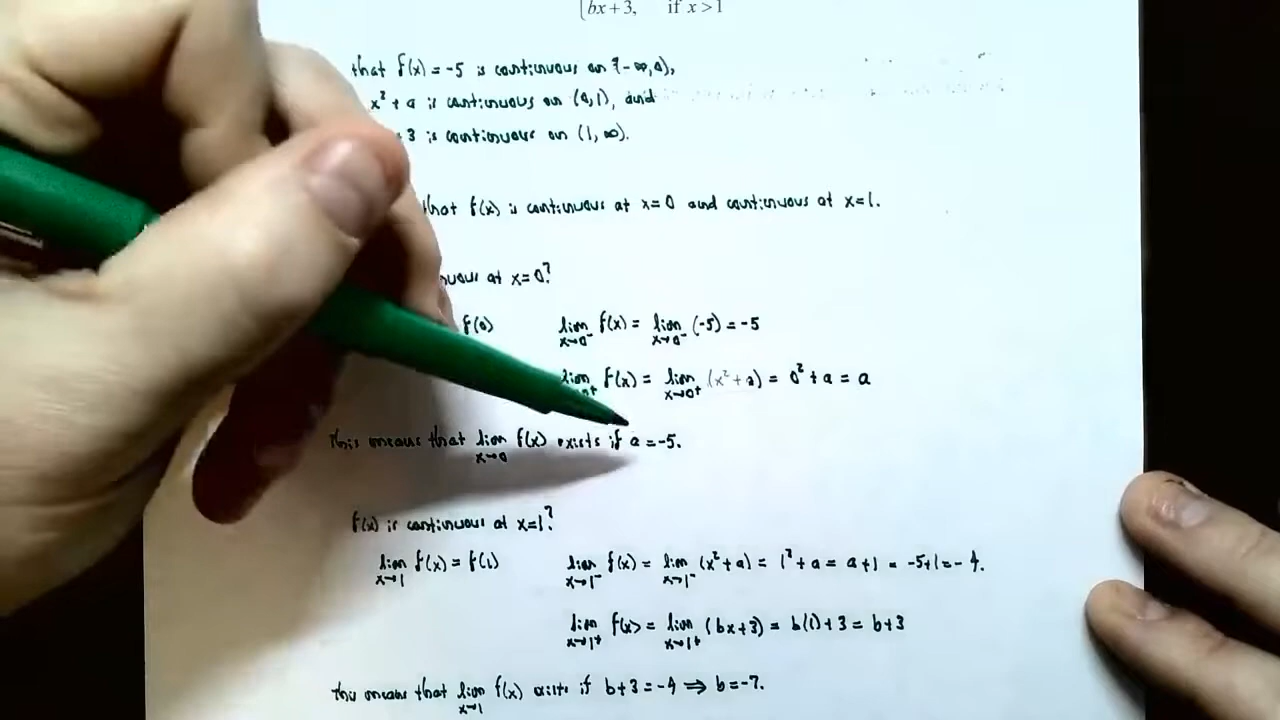 bx+3, if x>1
that f(x) = -5 is continuous on (-∞,0),
x² + a is continuous on (0,1), and
3 is continuous on (1, ∞).
that f(x) is continuous at x=0 and continuous at x=1.
at x=0?
f(0) lim x→0⁻ f(x) = lim x→0⁻ (-5) = -5
lim f(x) = lim x→0⁺ (x²+a) = 0² + a = a
This means that lim x→0 f(x) exists if a = -5.
f(x) is continuous at x=1?
lim x→1 f(x) = f(1) lim x→1⁻ f(x) = lim x→1⁻ (x²+a) = 1² + a = a+1 = -5+1 = -4.
lim x→1⁺ f(x) = lim x→1⁺ (bx+3) = b(1)+3 = b+3
This means that lim x→1 f(x) exists if b+3 = -4 ⇒ b=-7.